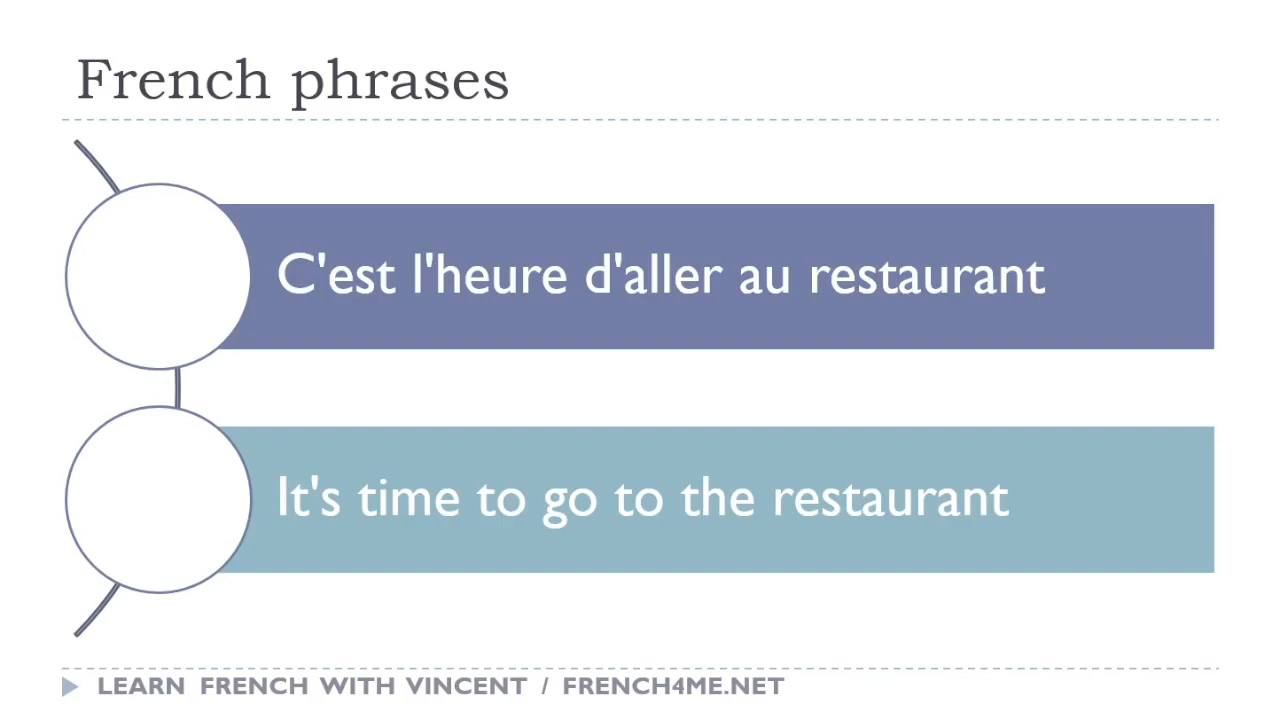 French phrases
C'est l'heure d'aller au restaurant
It's time to go to the restaurant
LEARN FRENCH WITH VINCENT / FRENCH4ME.NET